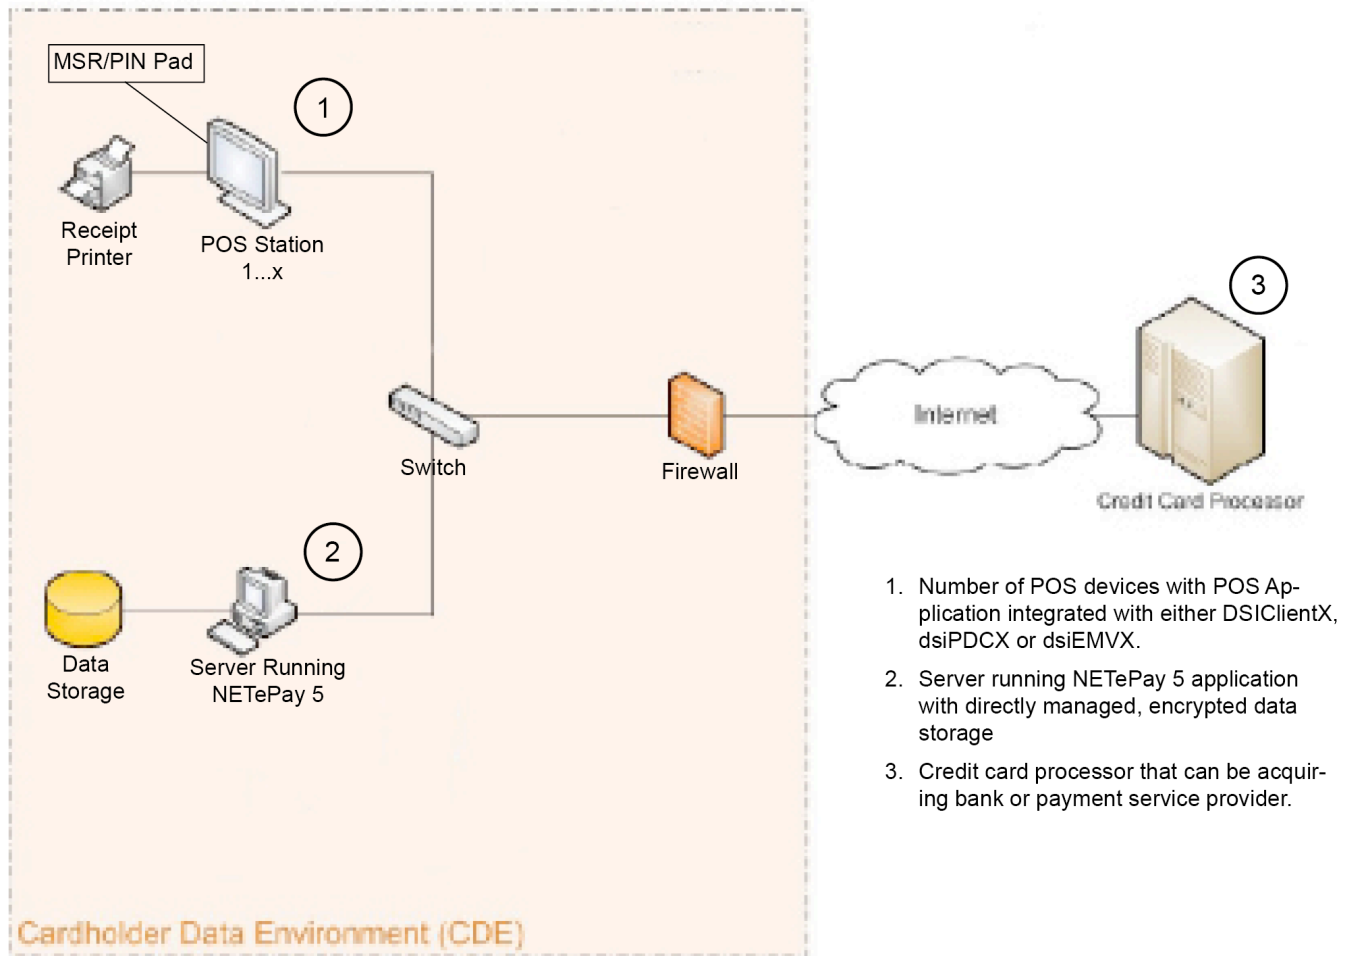 MSR/PIN Pad
1
Receipt
Printer
POS Station
1...x
3
Switch
Firewall
Internet
Credit Card Processor
2
Data
Storage
Server Running
NETePay 5
1. Number of POS devices with POS Ap-
plication integrated with either DSIClientX,
dsiPDCX or dsiEMVX.
2. Server running NETePay 5 application
with directly managed, encrypted data
storage
3. Credit card processor that can be acquir-
ing bank or payment service provider.
Cardholder Data Environment (CDE)